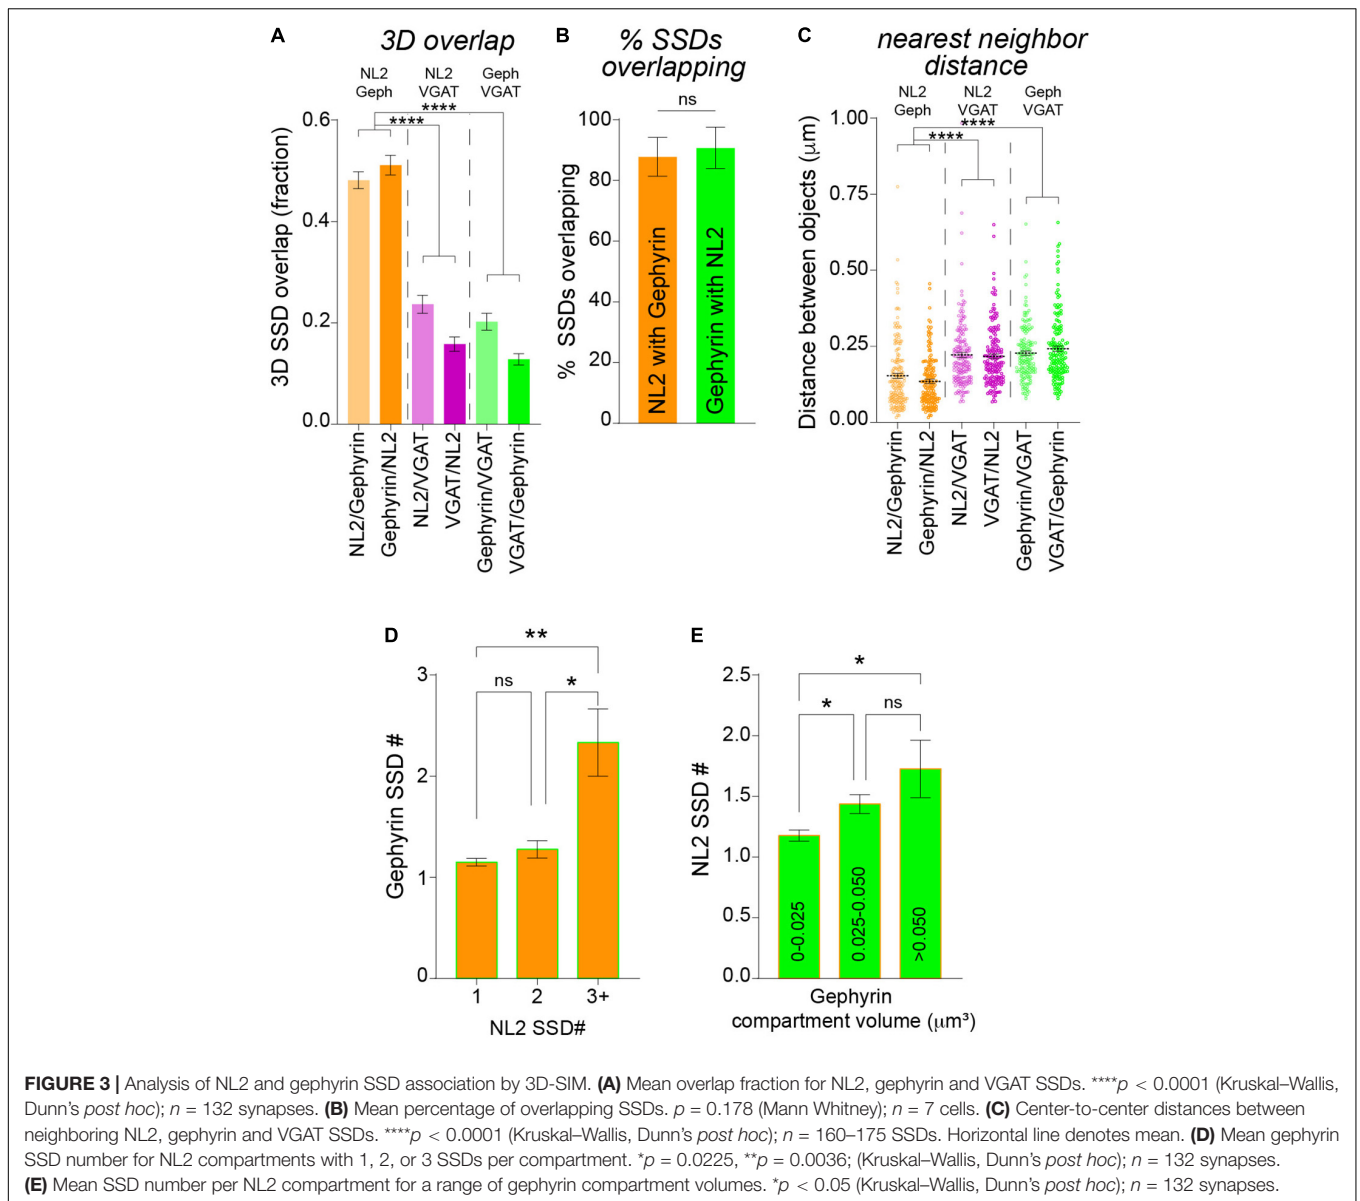 A
3D overlap
NL2
Geph
NL2
VGAT
Geph
VGAT
****
****
3D SSD overlap (fraction)
0.6
0.4
0.2
0.0
NL2/Gephyrin
Gephyrin/NL2
NL2/VGAT
VGAT/NL2
Gephyrin/VGAT
VGAT/Gephyrin
B
% SSDs
overlapping
ns
% SSDs overlapping
100
80
60
40
20
0
NL2 with Gephyrin
Gephyrin with NL2
C
nearest neighbor
distance
NL2
Geph
NL2
VGAT
Geph
VGAT
****
****
Distance between objects (μm)
1.00
0.75
0.50
0.25
0.00
NL2/Gephyrin
Gephyrin/NL2
NL2/VGAT
VGAT/NL2
Gephyrin/VGAT
VGAT/Gephyrin
D
**
ns
*
Gephyrin SSD #
3
2
1
0
1
2
3+
NL2 SSD#
E
*
*
ns
NL2 SSD #
2.5
2.0
1.5
1.0
0.5
0.0
0-0.025
0.025-0.050
>0.050
Gephyrin
compartment volume (μm³)
FIGURE 3 | Analysis of NL2 and gephyrin SSD association by 3D-SIM. (A) Mean overlap fraction for NL2, gephyrin and VGAT SSDs. ****p < 0.0001 (Kruskal–Wallis,
Dunn's post hoc); n = 132 synapses. (B) Mean percentage of overlapping SSDs. p = 0.178 (Mann Whitney); n = 7 cells. (C) Center-to-center distances between
neighboring NL2, gephyrin and VGAT SSDs. ****p < 0.0001 (Kruskal–Wallis, Dunn's post hoc); n = 160–175 SSDs. Horizontal line denotes mean. (D) Mean gephyrin
SSD number for NL2 compartments with 1, 2, or 3 SSDs per compartment. *p = 0.0225, **p = 0.0036; (Kruskal–Wallis, Dunn's post hoc); n = 132 synapses.
(E) Mean SSD number per NL2 compartment for a range of gephyrin compartment volumes. *p < 0.05 (Kruskal–Wallis, Dunn's post hoc); n = 132 synapses.